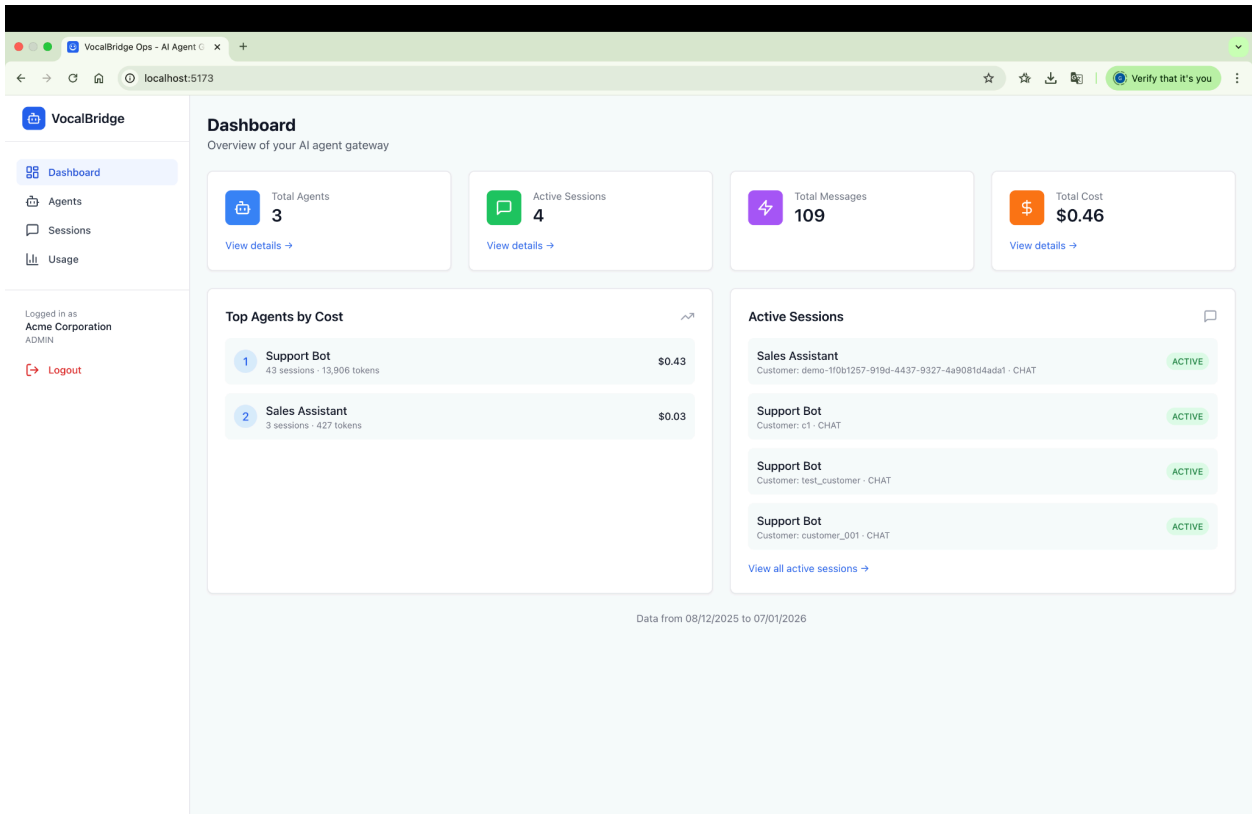 VocalBridge Ops - AI Agent G
localhost:5173
Verify that it's you
VocalBridge
Dashboard
Agents
Sessions
Usage
Logged in as
Acme Corporation
ADMIN
Logout
Dashboard
Overview of your AI agent gateway
Total Agents
3
View details →
Active Sessions
4
View details →
Total Messages
109
Total Cost
$0.46
View details →
Top Agents by Cost
1
Support Bot
43 sessions · 13,906 tokens
$0.43
2
Sales Assistant
3 sessions · 427 tokens
$0.03
Active Sessions
Sales Assistant
Customer: demo-1f0b1257-919d-4437-9327-4a9081d4ada1 · CHAT
ACTIVE
Support Bot
Customer: c1 · CHAT
ACTIVE
Support Bot
Customer: test_customer · CHAT
ACTIVE
Support Bot
Customer: customer_001 · CHAT
ACTIVE
View all active sessions →
Data from 08/12/2025 to 07/01/2026